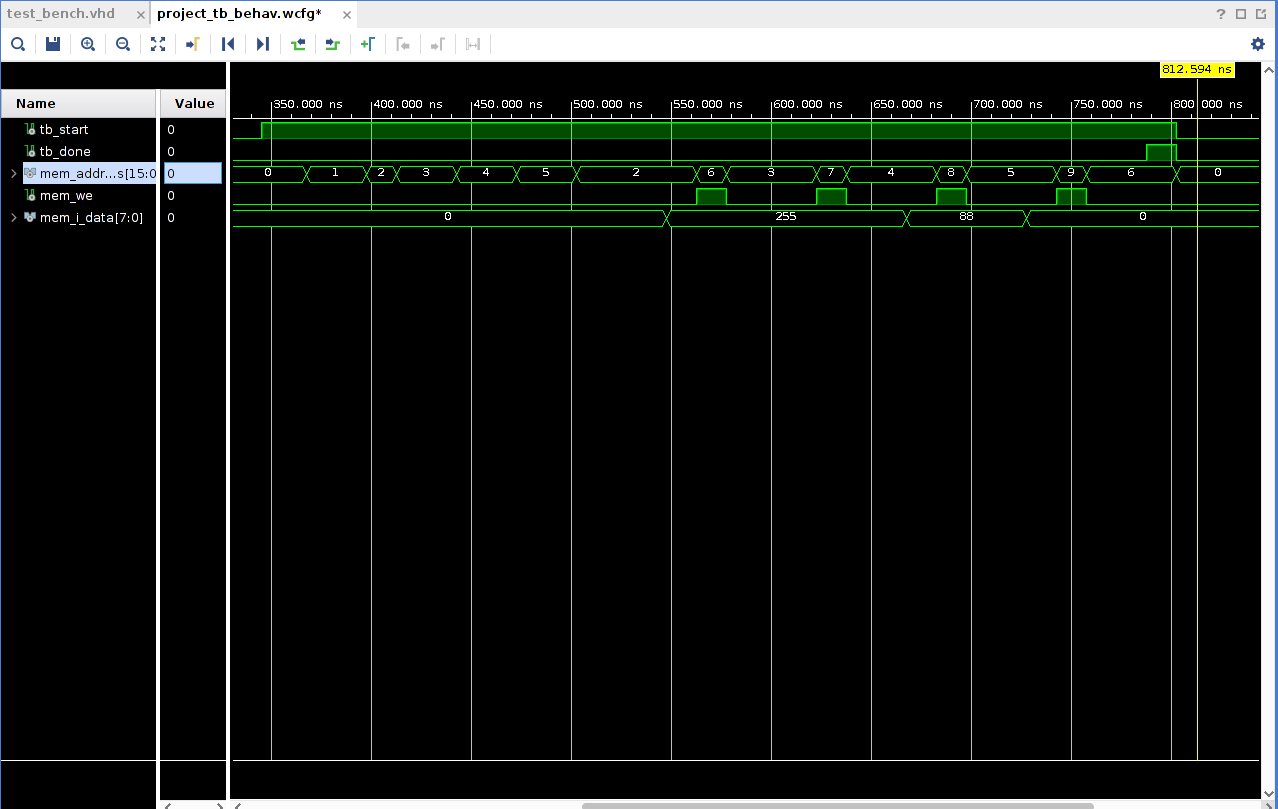 test_bench.vhd × project_tb_behav.wcfg* ×
?
812.594 ns
Name Value
350.000 ns 400.000 ns 450.000 ns 500.000 ns 550.000 ns 600.000 ns 650.000 ns 700.000 ns 750.000 ns 800.000 ns
tb_start 0
tb_done 0
mem_addr...s[15:0 0 0 1 2 3 4 5 2 6 3 7 4 8 5 9 6 0
mem_we 0
mem_i_data[7:0] 0 0 255 88 0